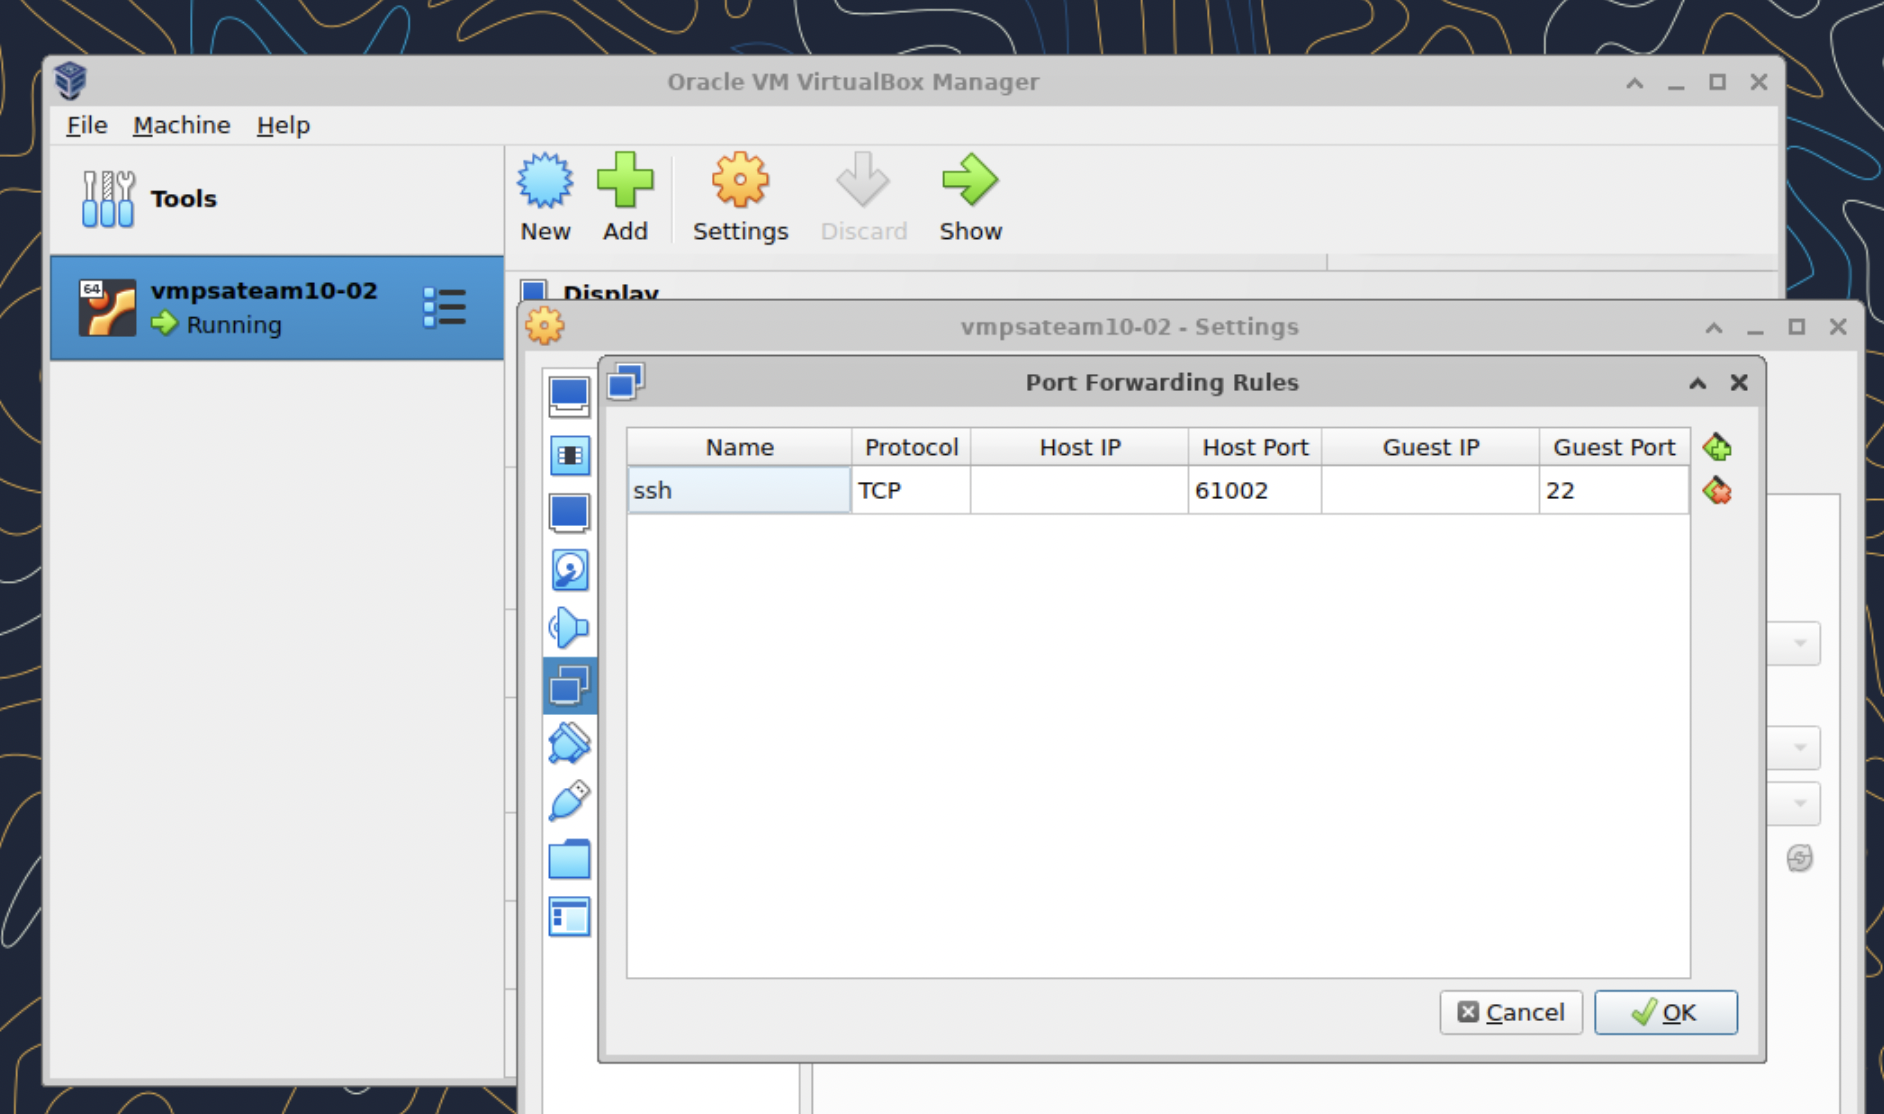 Oracle VM VirtualBox Manager
File Machine Help
Tools
New Add Settings Discard Show
64
vmpsateam10-02
Running
Display
vmpsateam10-02 - Settings
Port Forwarding Rules
Name Protocol Host IP Host Port Guest IP Guest Port
ssh TCP 61002 22
Cancel OK